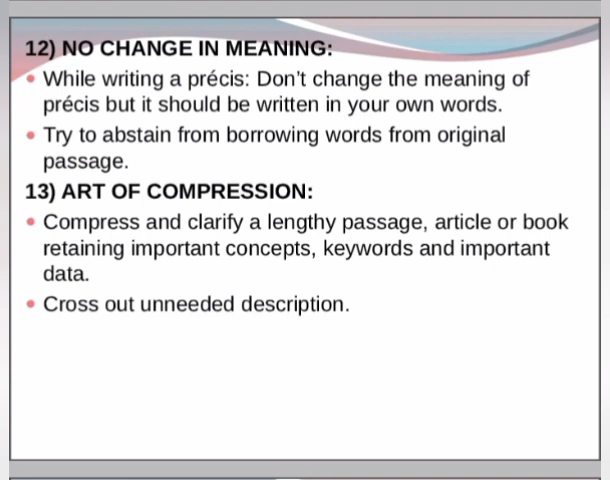 12) NO CHANGE IN MEANING:
• While writing a précis: Don't change the meaning of
précis but it should be written in your own words.
• Try to abstain from borrowing words from original
passage.
13) ART OF COMPRESSION:
• Compress and clarify a lengthy passage, article or book
retaining important concepts, keywords and important
data.
• Cross out unneeded description.